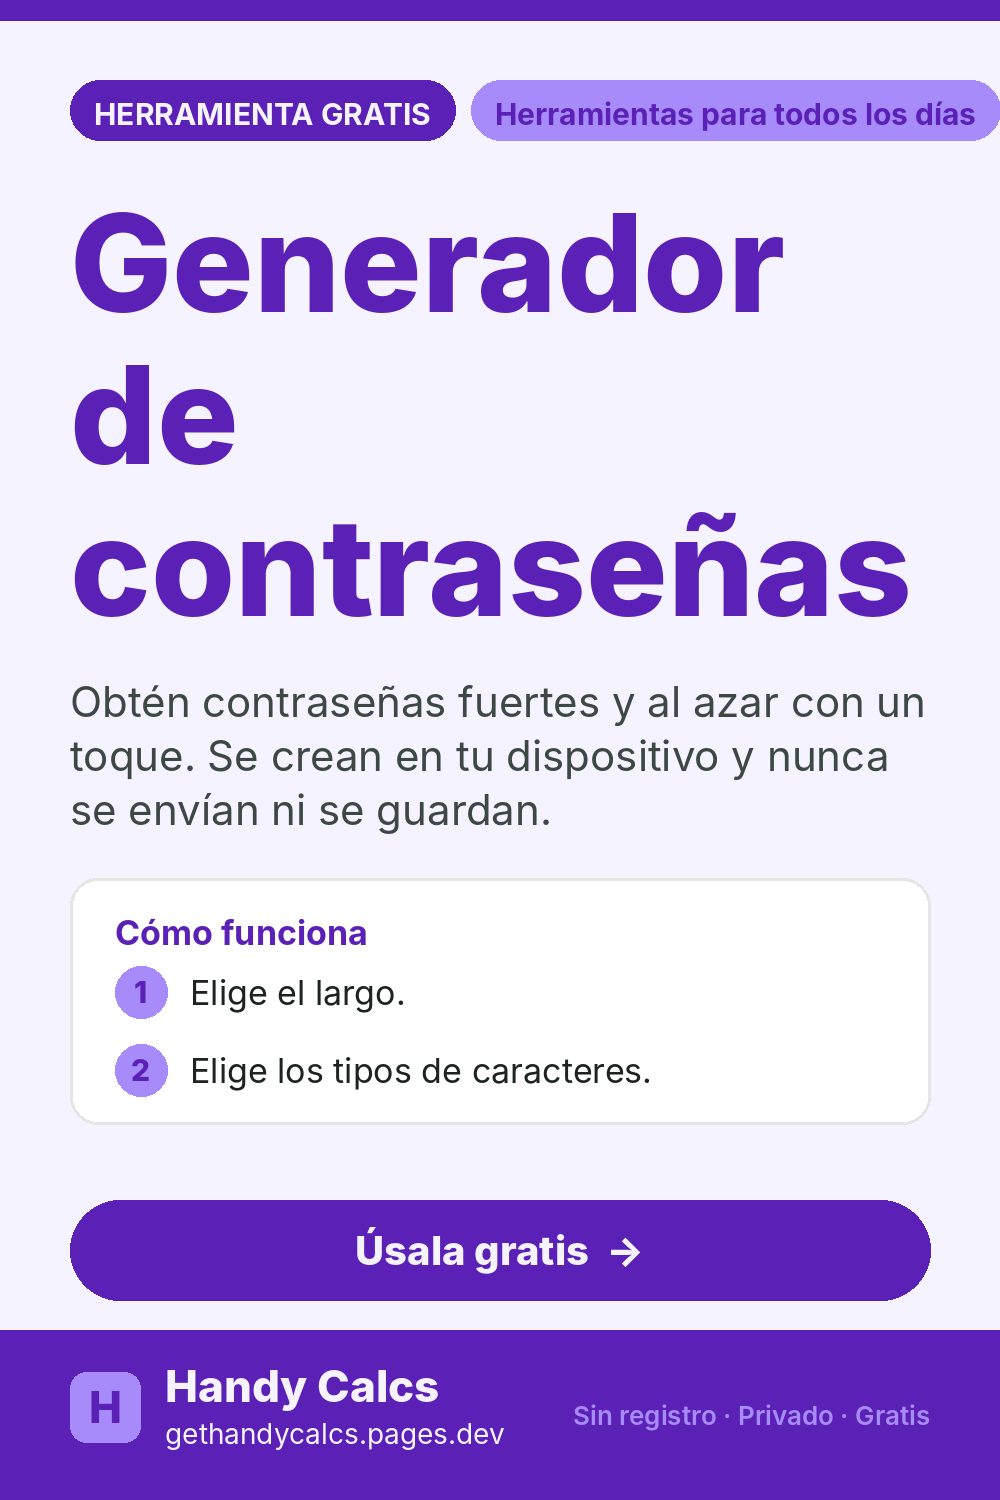 HERRAMIENTA GRATIS
Herramientas para todos los días
Generador
de
contraseñas
Obtén contraseñas fuertes y al azar con un
toque. Se crean en tu dispositivo y nunca
se envían ni se guardan.
Cómo funciona
1 Elige el largo.
2 Elige los tipos de caracteres.
Úsala gratis →
H
Handy Calcs
gethandycalcs.pages.dev
Sin registro · Privado · Gratis